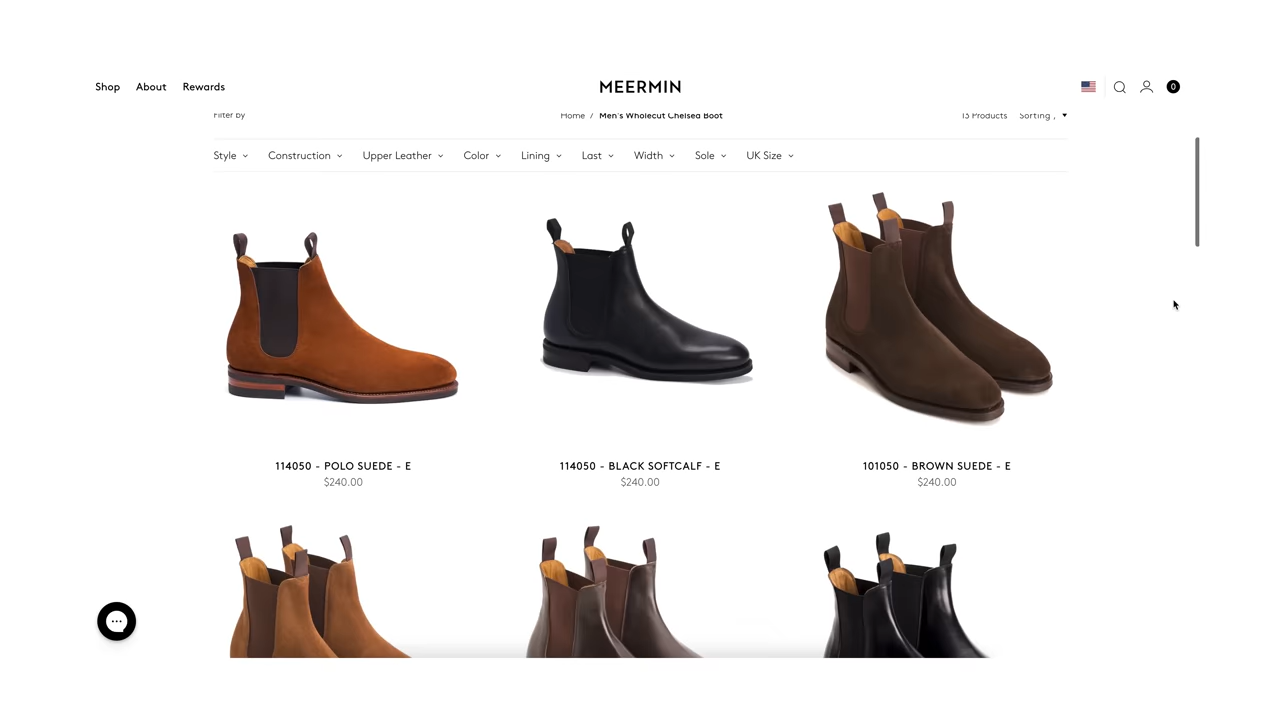 Shop About Rewards
MEERMIN
0
Filter by
Home / Men's Wholecut Chelsea Boot
13 Products Sorting ,
Style Construction Upper Leather Color Lining Last Width Sole UK Size
114050 - POLO SUEDE - E
$240.00
114050 - BLACK SOFTCALF - E
$240.00
101050 - BROWN SUEDE - E
$240.00